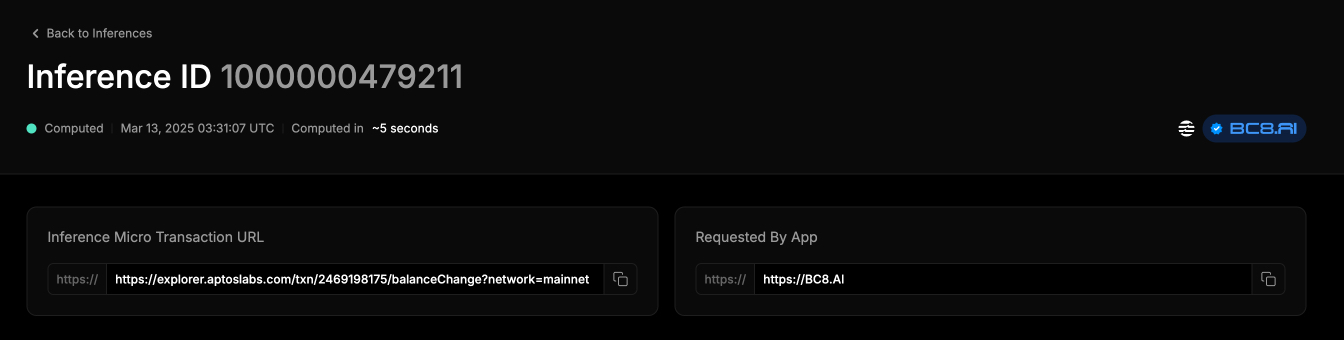 Back to Inferences
Inference ID 1000000479211
Computed Mar 13, 2025 03:31:07 UTC Computed in ~5 seconds
BC8.AI
Inference Micro Transaction URL
https:// https://explorer.aptoslabs.com/txn/2469198175/balanceChange?network=mainnet
Requested By App
https:// https://BC8.AI